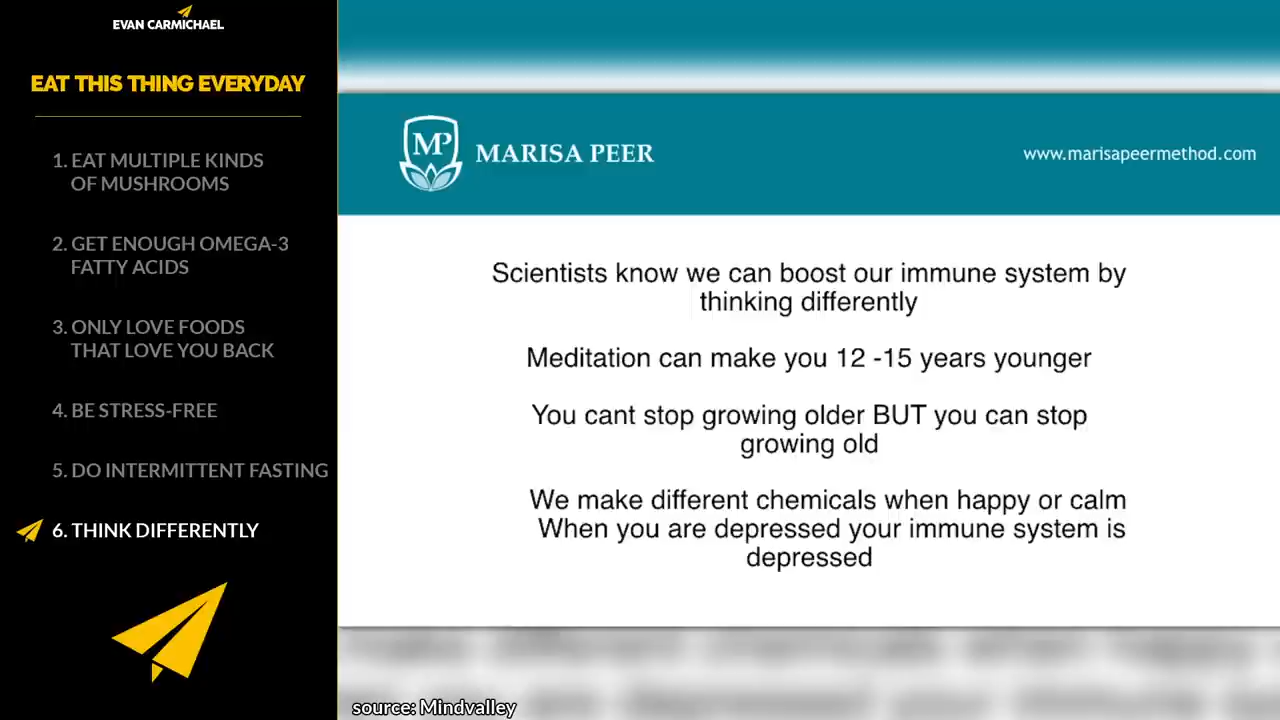 EVAN CARMICHAEL
EAT THIS THING EVERYDAY
1. EAT MULTIPLE KINDS
OF MUSHROOMS
2. GET ENOUGH OMEGA-3
FATTY ACIDS
3. ONLY LOVE FOODS
THAT LOVE YOU BACK
4. BE STRESS-FREE
5. DO INTERMITTENT FASTING
6. THINK DIFFERENTLY
MP
MARISA PEER
www.marisapeermethod.com
Scientists know we can boost our immune system by
thinking differently
Meditation can make you 12 -15 years younger
You cant stop growing older BUT you can stop
growing old
We make different chemicals when happy or calm
When you are depressed your immune system is
depressed
source: Mindvalley